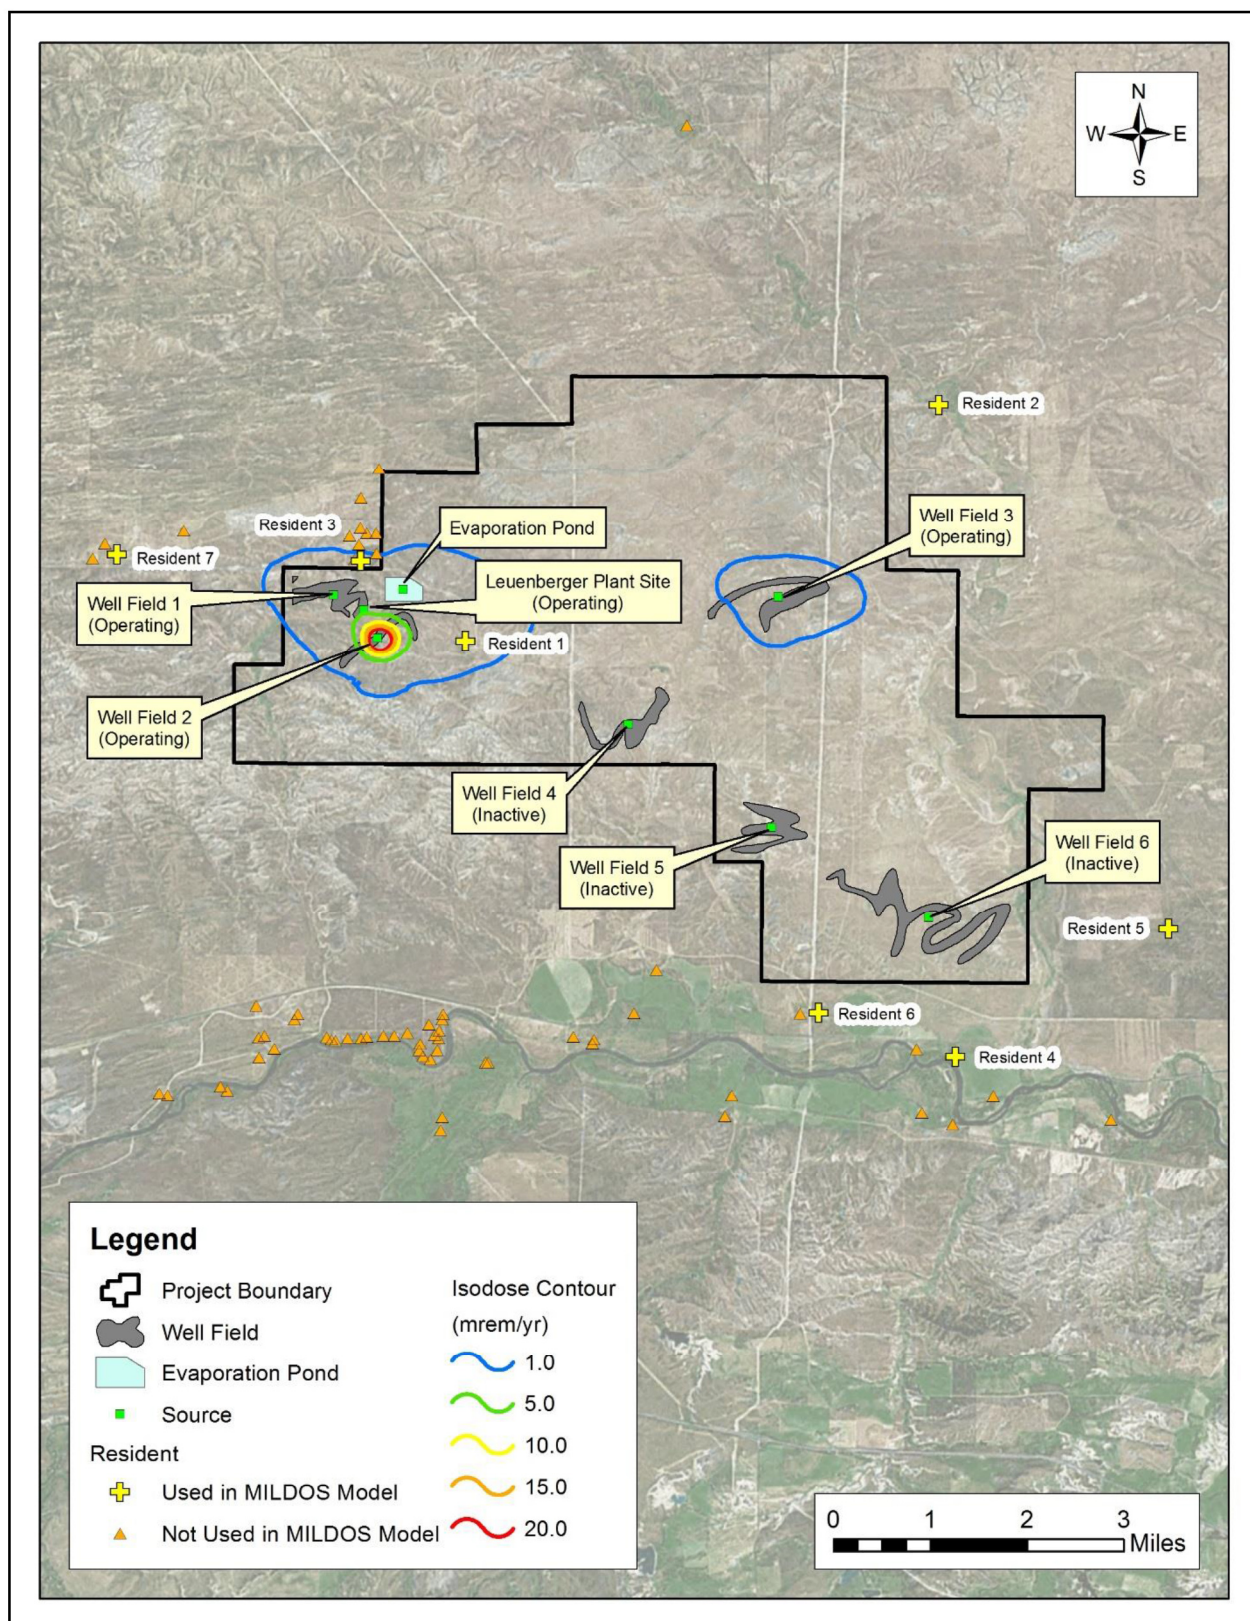 N
W E
S
Resident 2
Well Field 3
(Operating)
Resident 3
Evaporation Pond
Resident 7
Leuenberger Plant Site
(Operating)
Well Field 1
(Operating)
Resident 1
Well Field 2
(Operating)
Well Field 4
(Inactive)
Well Field 6
(Inactive)
Well Field 5
(Inactive)
Resident 5
Resident 6
Resident 4
Legend
Project Boundary
Well Field
Evaporation Pond
Source
Resident
Used in MILDOS Model
Not Used in MILDOS Model
Isodose Contour
(mrem/yr)
1.0
5.0
10.0
15.0
20.0
0 1 2 3
Miles